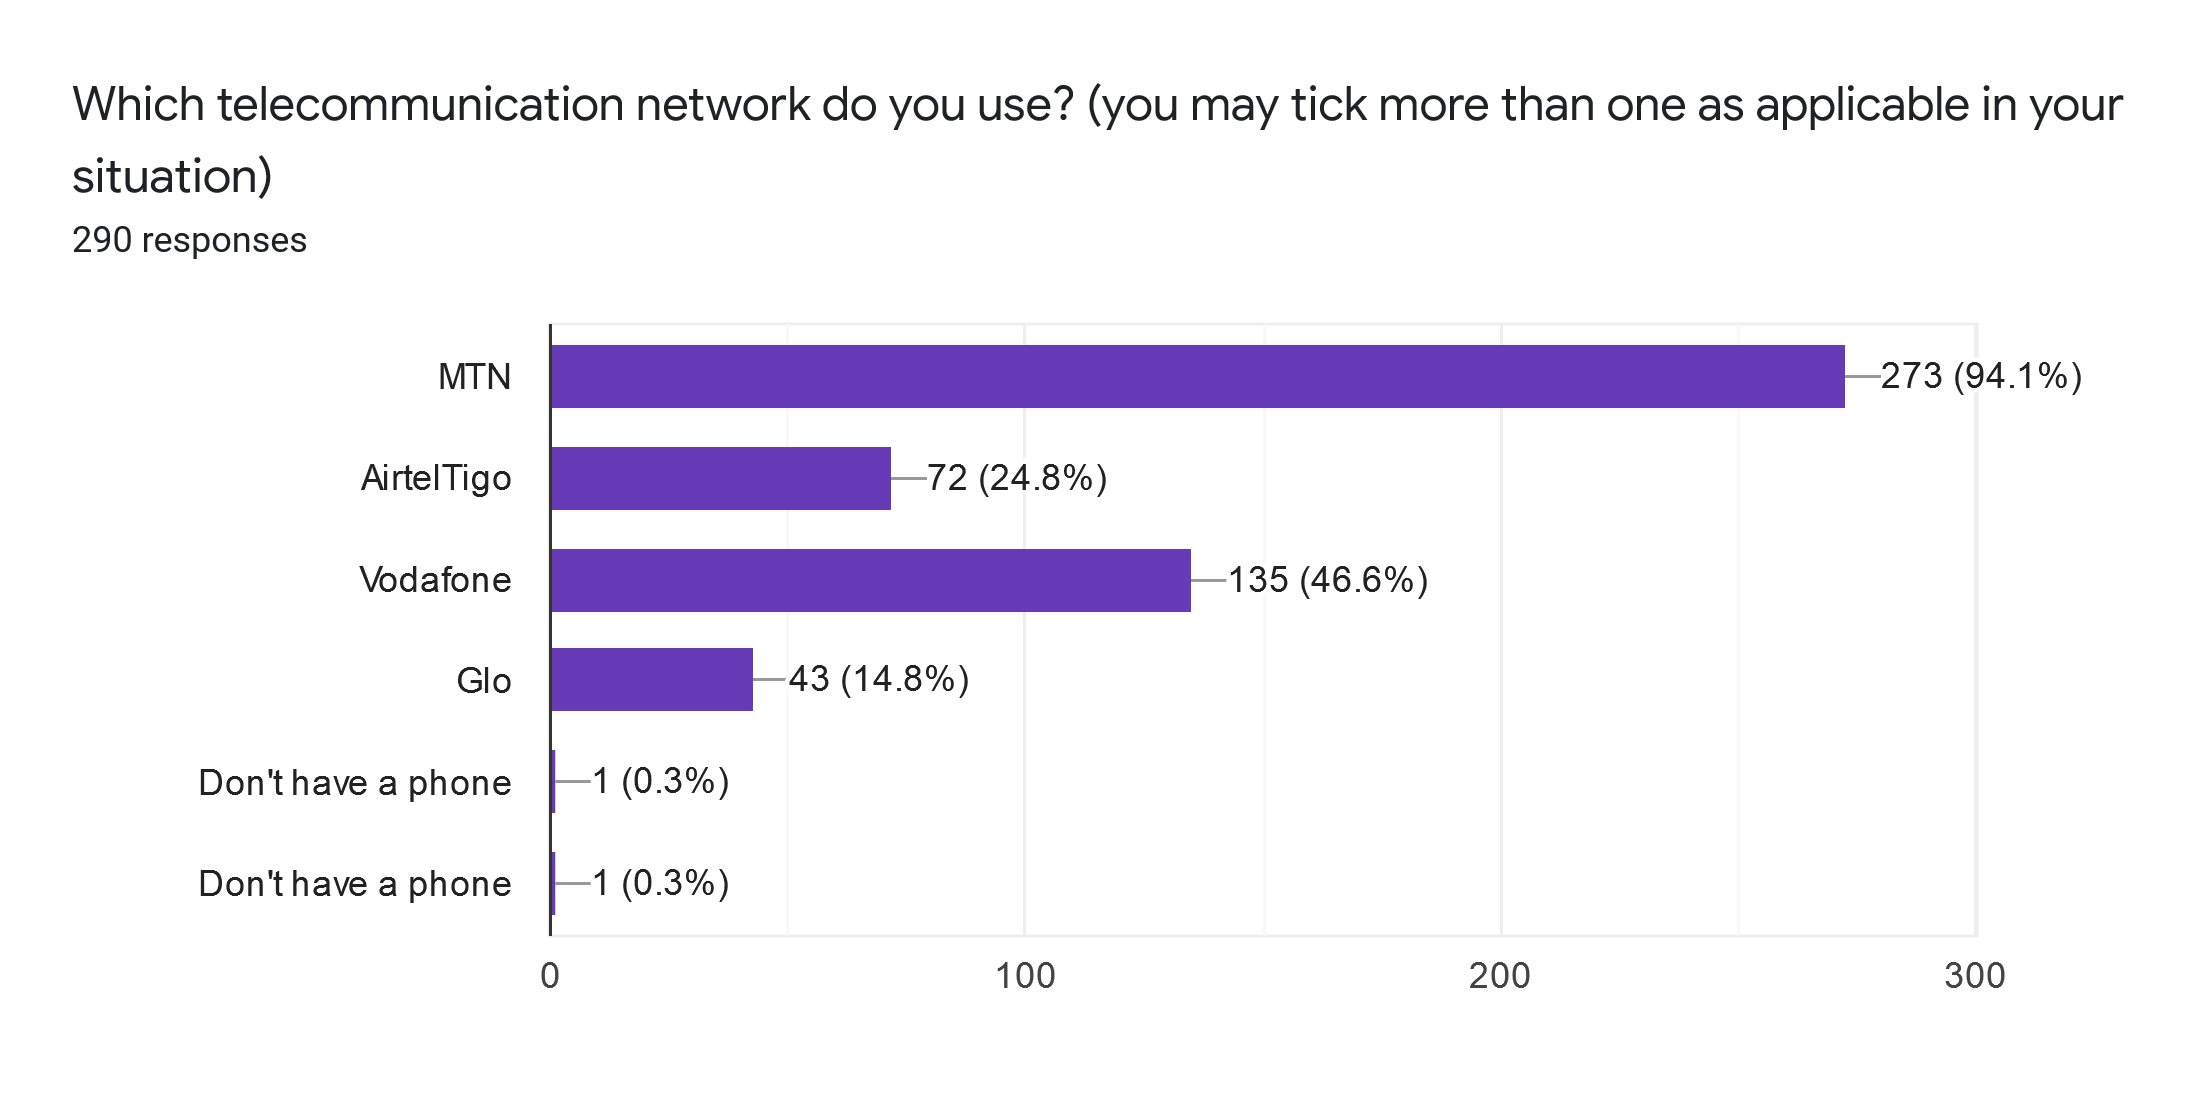 Which telecommunication network do you use? (you may tick more than one as applicable in your
situation)
290 responses
MTN
273 (94.1%)
AirtelTigo
72 (24.8%)
Vodafone
135 (46.6%)
Glo
43 (14.8%)
Don't have a phone
1 (0.3%)
Don't have a phone
1 (0.3%)
0 100 200 300